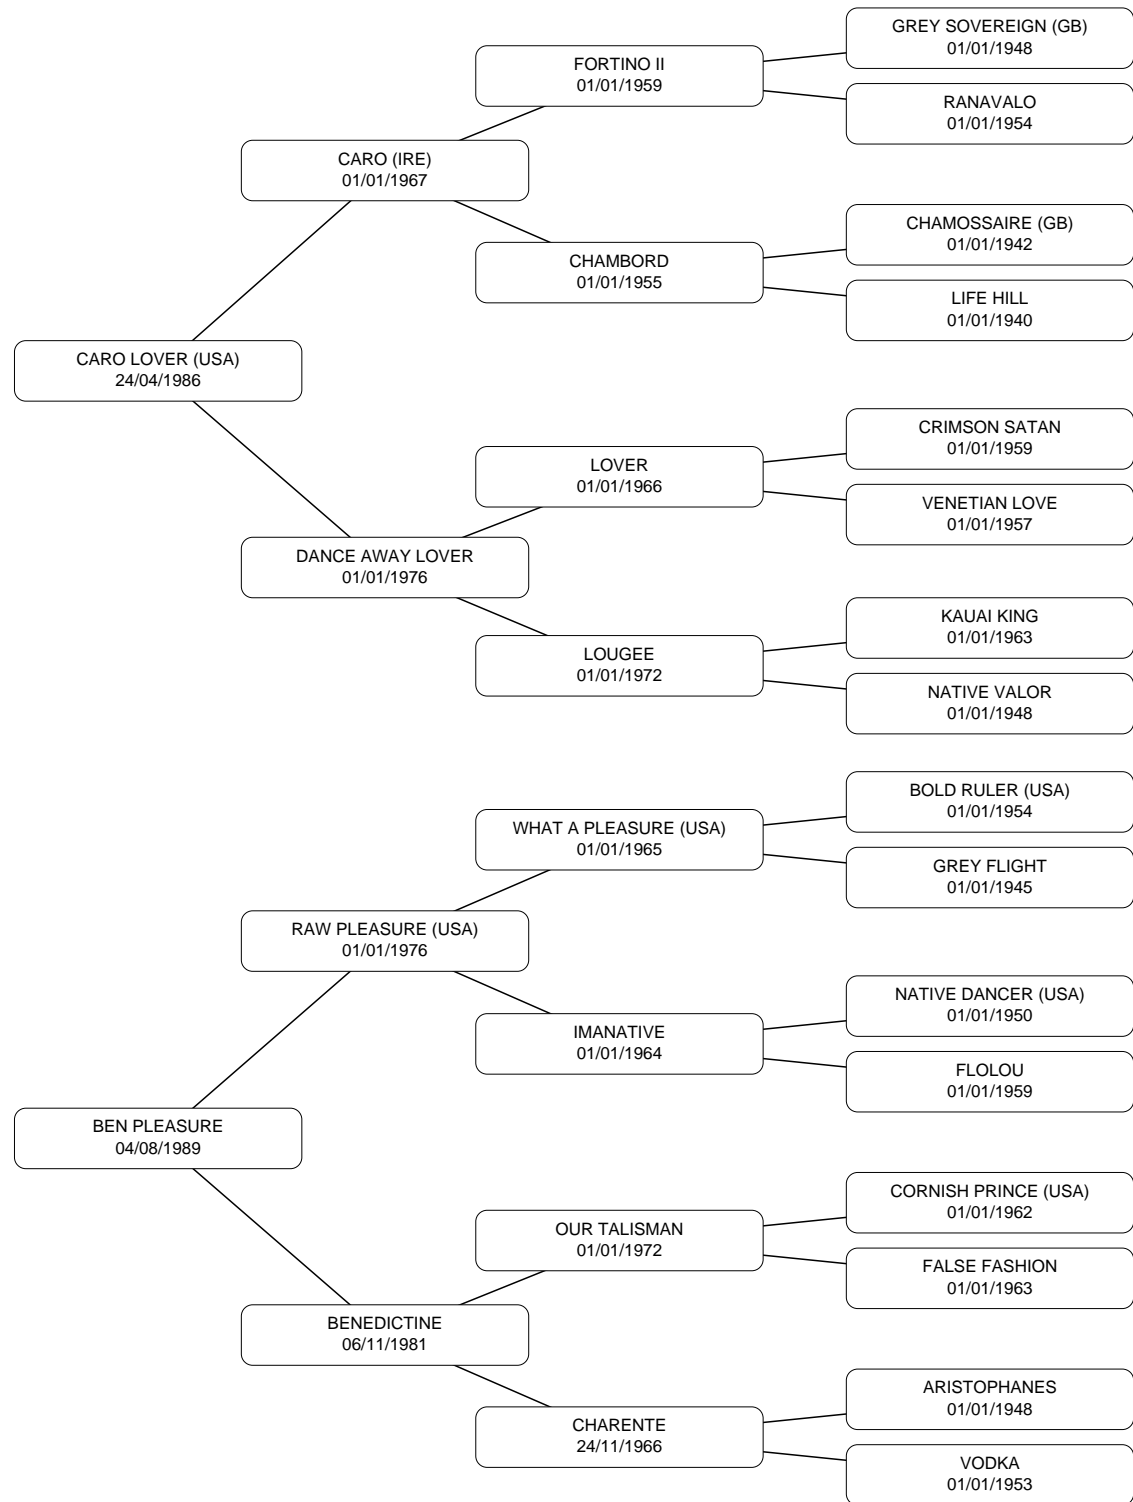 GREY SOVEREIGN (GB)
01/01/1948
FORTINO II
01/01/1959
RANAVALO
01/01/1954
CARO (IRE)
01/01/1967
CHAMOSSAIRE (GB)
01/01/1942
CHAMBORD
01/01/1955
LIFE HILL
01/01/1940
CARO LOVER (USA)
24/04/1986
CRIMSON SATAN
01/01/1959
LOVER
01/01/1966
VENETIAN LOVE
01/01/1957
DANCE AWAY LOVER
01/01/1976
KAUAI KING
01/01/1963
LOUGEE
01/01/1972
NATIVE VALOR
01/01/1948
BOLD RULER (USA)
01/01/1954
WHAT A PLEASURE (USA)
01/01/1965
GREY FLIGHT
01/01/1945
RAW PLEASURE (USA)
01/01/1976
NATIVE DANCER (USA)
01/01/1950
IMANATIVE
01/01/1964
FLOLOU
01/01/1959
BEN PLEASURE
04/08/1989
CORNISH PRINCE (USA)
01/01/1962
OUR TALISMAN
01/01/1972
FALSE FASHION
01/01/1963
BENEDICTINE
06/11/1981
ARISTOPHANES
01/01/1948
CHARENTE
24/11/1966
VODKA
01/01/1953